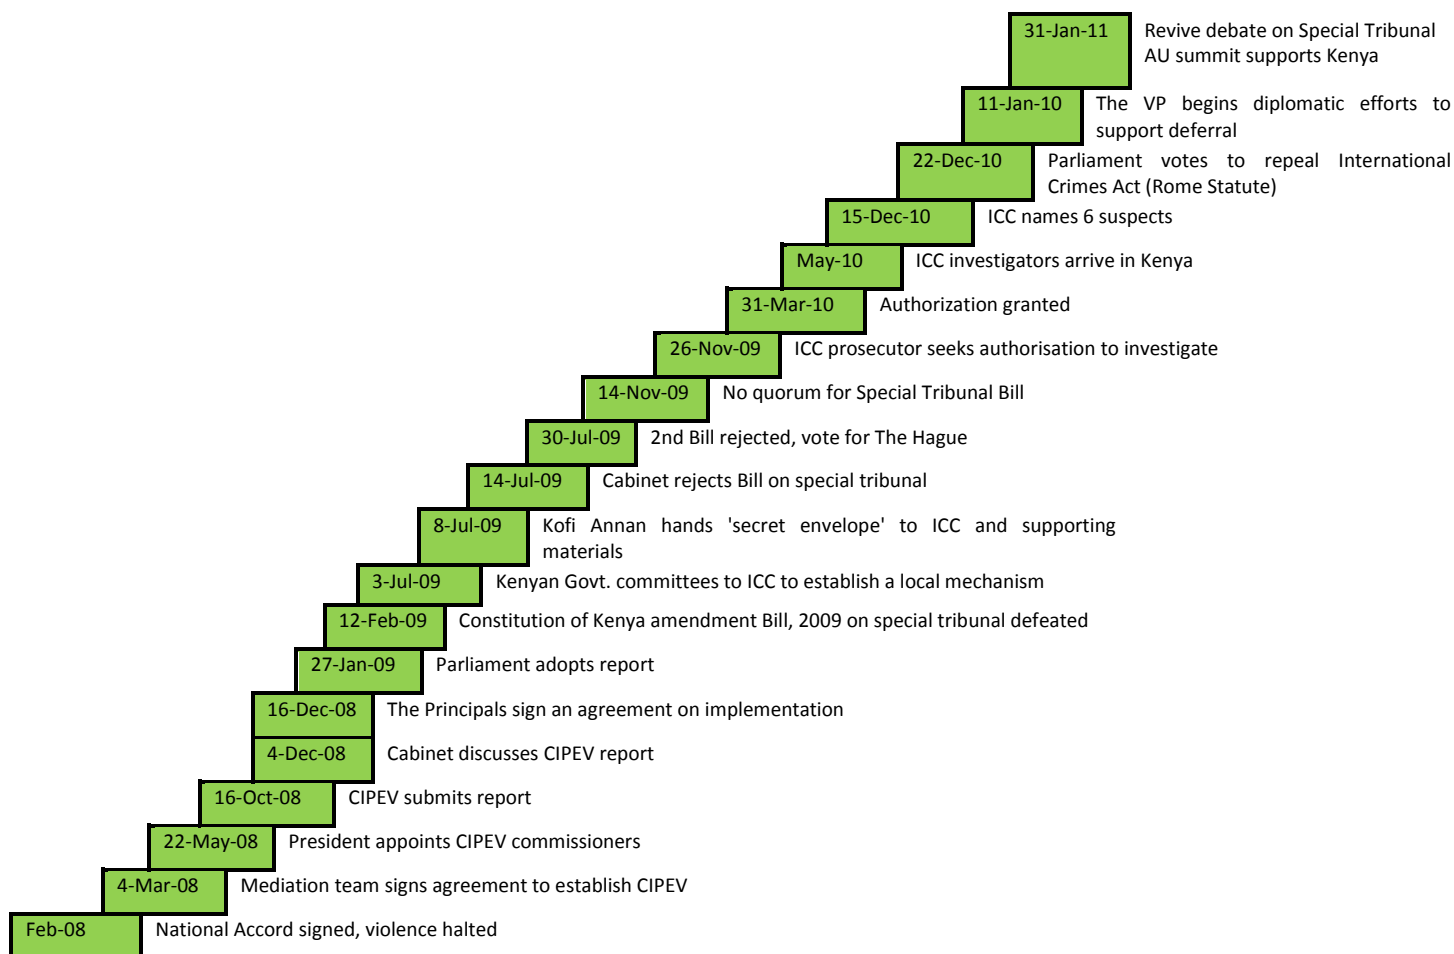 31-Jan-11 Revive debate on Special Tribunal
AU summit supports Kenya
11-Jan-10 The VP begins diplomatic efforts to
support deferral
22-Dec-10 Parliament votes to repeal International
Crimes Act (Rome Statute)
15-Dec-10 ICC names 6 suspects
May-10 ICC investigators arrive in Kenya
31-Mar-10 Authorization granted
26-Nov-09 ICC prosecutor seeks authorisation to investigate
14-Nov-09 No quorum for Special Tribunal Bill
30-Jul-09 2nd Bill rejected, vote for The Hague
14-Jul-09 Cabinet rejects Bill on special tribunal
8-Jul-09 Kofi Annan hands 'secret envelope' to ICC and supporting
materials
3-Jul-09 Kenyan Govt. committees to ICC to establish a local mechanism
12-Feb-09 Constitution of Kenya amendment Bill, 2009 on special tribunal defeated
27-Jan-09 Parliament adopts report
16-Dec-08 The Principals sign an agreement on implementation
4-Dec-08 Cabinet discusses CIPEV report
16-Oct-08 CIPEV submits report
22-May-08 President appoints CIPEV commissioners
4-Mar-08 Mediation team signs agreement to establish CIPEV
Feb-08 National Accord signed, violence halted